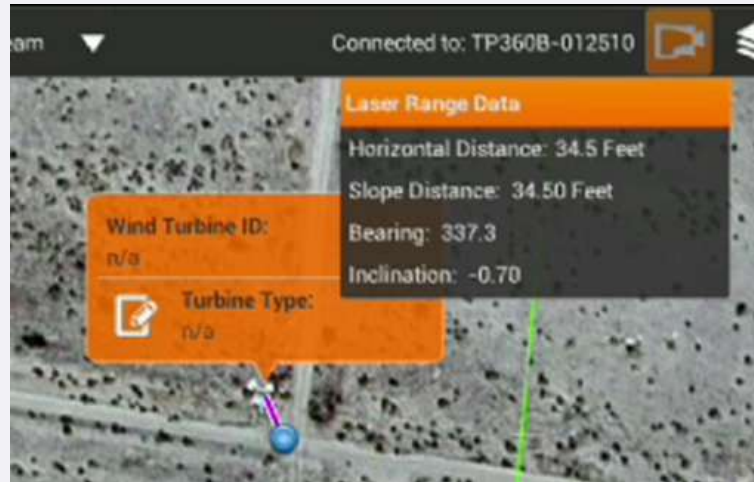 am
Connected to: TP360B-012510
Laser Range Data
Horizontal Distance: 34.5 Feet
Slope Distance: 34.50 Feet
Bearing: 337.3
Inclination: -0.70
Wind Turbine ID:
n/a
Turbine Type:
n/a